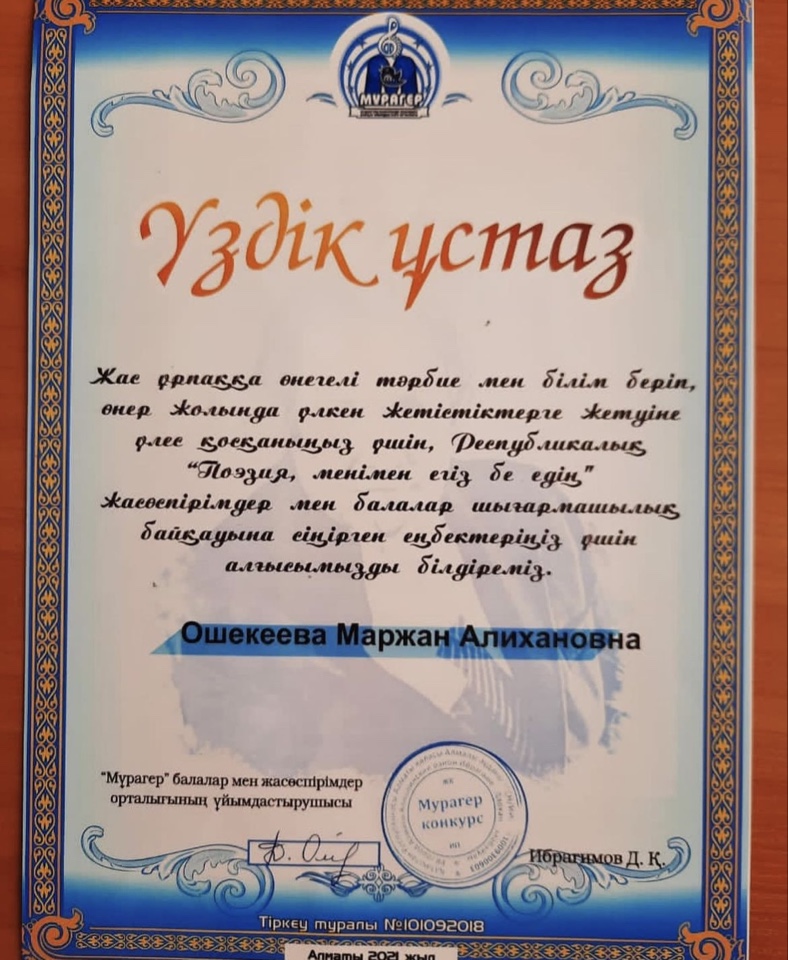 МҰРАГЕР
Үздік ұстаз
Жас ұрпаққа өнегелі тәрбие мен білім беріп,
өнер жолында үлкен жетістіктерге жетуіне
үлес қосқаныңыз үшін, Республикалық
“Поэзия, менімен егіз бе едің”
жасөспірімдер мен балалар шығармашылық
байқауына сіңірген еңбектеріңіз үшін
алғысымызды білдіреміз.
Ошекеева Маржан Алихановна
"Мұрагер" балалар мен жасөспірімдер
орталығының ұйымдастырушысы
Мурагер
конкурс
Ибрагимов Д. Қ.
Тіркеу туралы №101092018
Алматы 2021 жыл